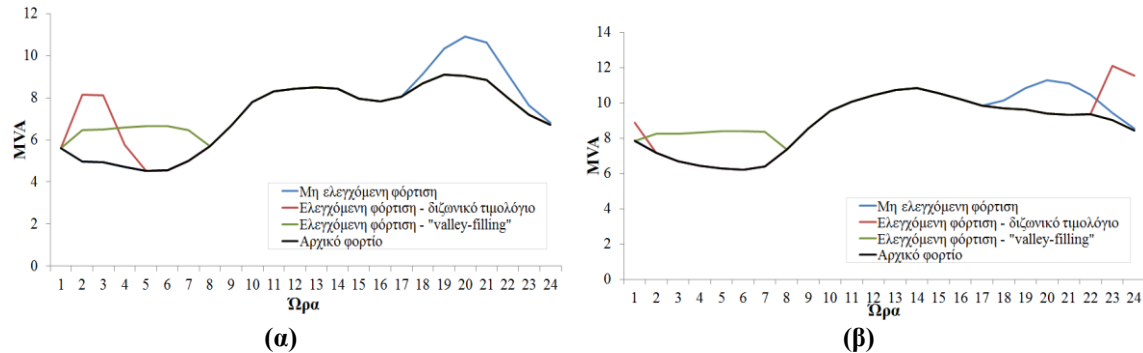 12
10
8
6
4
2
0
MVA
Μη ελεγχόμενη φόρτιση
Ελεγχόμενη φόρτιση - διζωνικό τιμολόγιο
Ελεγχόμενη φόρτιση - "valley-filling"
Αρχικό φορτίο
1 2 3 4 5 6 7 8 9 10 11 12 13 14 15 16 17 18 19 20 21 22 23 24
Ώρα
(α)
14
12
10
8
6
4
2
0
MVA
Μη ελεγχόμενη φόρτιση
Ελεγχόμενη φόρτιση - διζωνικό τιμολόγιο
Ελεγχόμενη φόρτιση - "valley-filling"
Αρχικό φορτίο
1 2 3 4 5 6 7 8 9 10 11 12 13 14 15 16 17 18 19 20 21 22 23 24
Ώρα
(β)